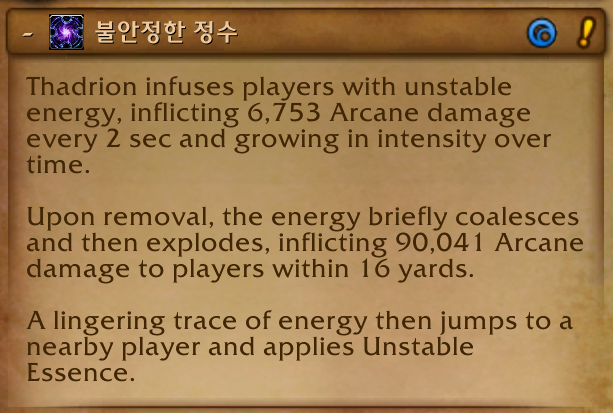 - 불안정한 정수
Thadrion infuses players with unstable
energy, inflicting 6,753 Arcane damage
every 2 sec and growing in intensity over
time.
Upon removal, the energy briefly coalesces
and then explodes, inflicting 90,041 Arcane
damage to players within 16 yards.
A lingering trace of energy then jumps to a
nearby player and applies Unstable
Essence.